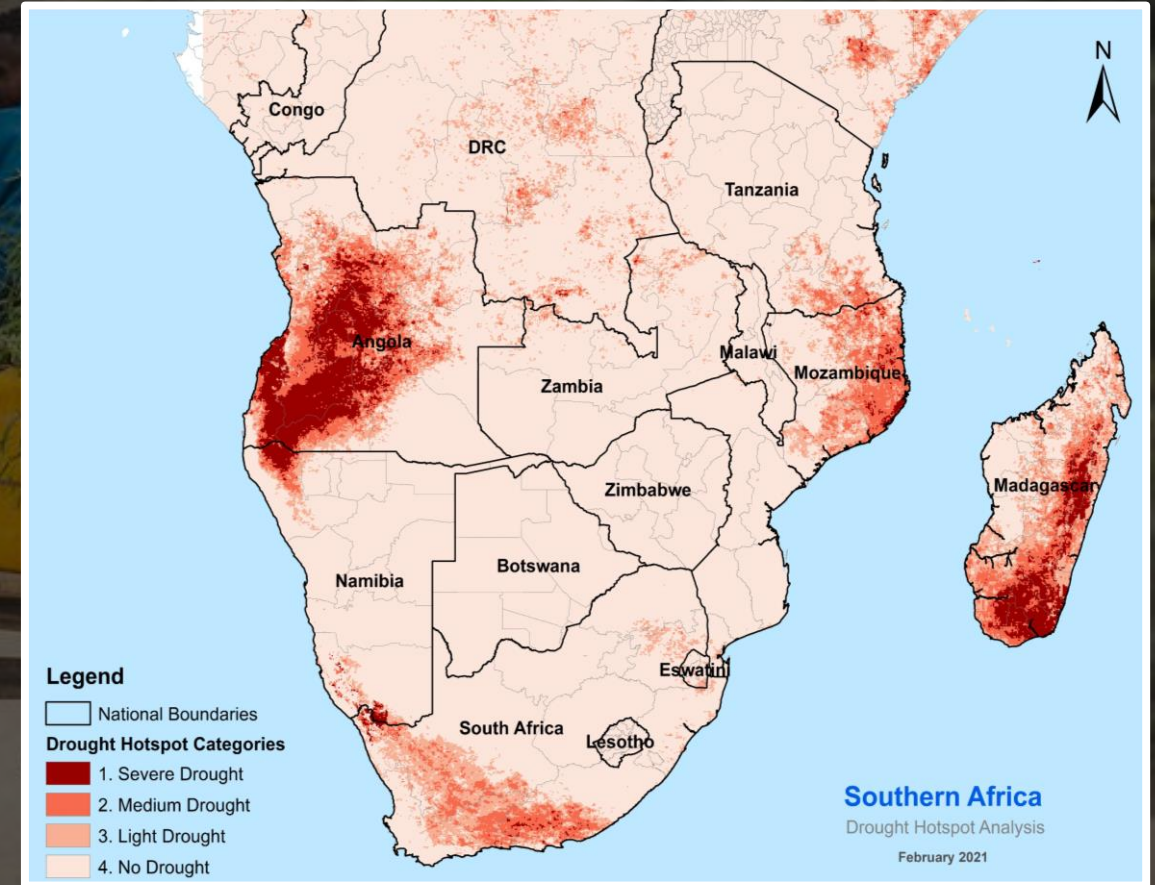 N
Congo
DRC
Tanzania
Angola
Malawi
Mozambique
Zambia
Madagascar
Zimbabwe
Botswana
Namibia
Eswatini
South Africa
Lesotho
Legend
National Boundaries
Drought Hotspot Categories
1. Severe Drought
2. Medium Drought
3. Light Drought
4. No Drought
Southern Africa
Drought Hotspot Analysis
February 2021